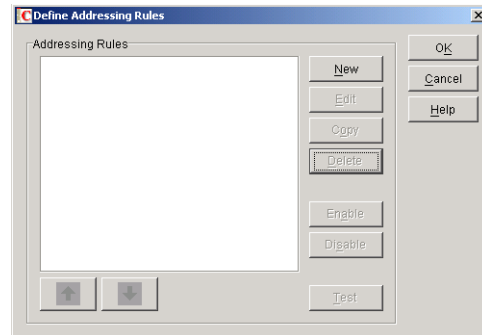 Define Addressing Rules
Addressing Rules
New
Edit
Copy
Delete
Enable
Disable
Test
OK
Cancel
Help